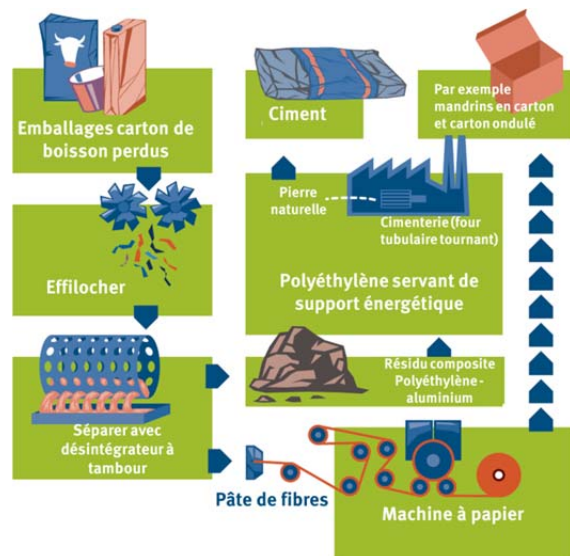 Emballages carton de
boisson perdus
Effilocher
Séparer avec
désintégrateur à
tambour
Ciment
Par exemple
mandrins en carton
et carton ondulé
Pierre
naturelle
Cimenterie (four
tubulaire tournant)
Polyéthylène servant de
support énergétique
Résidu composite
Polyéthylène-
aluminium
Pâte de fibres
Machine à papier